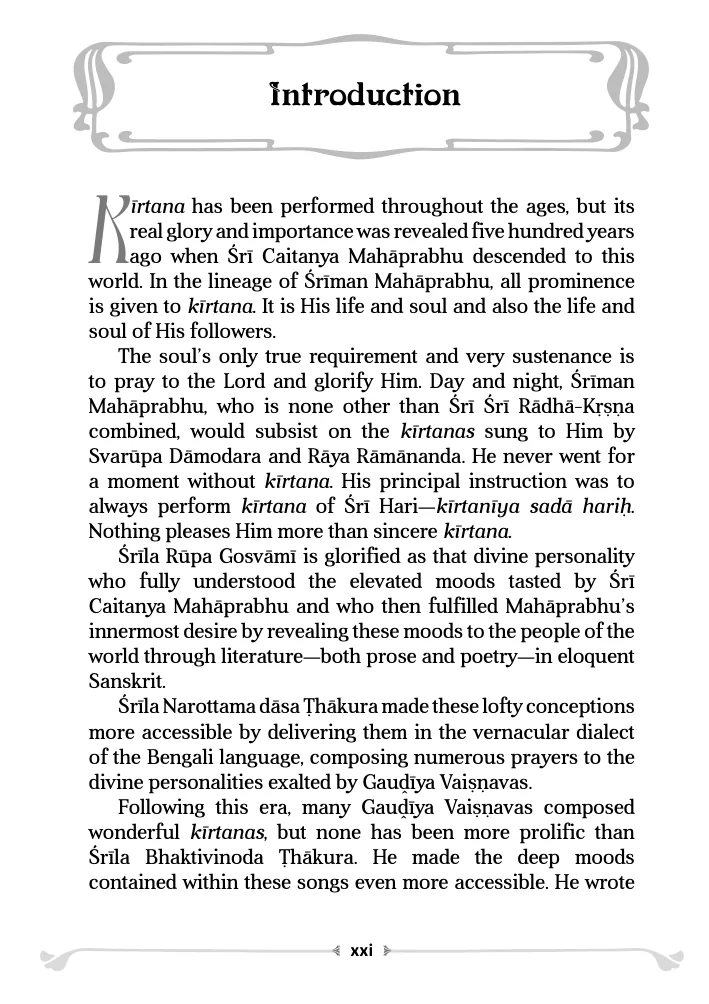 Introduction
Kīrtana has been performed throughout the ages, but its
real glory and importance was revealed five hundred years
ago when Śrī Caitanya Mahāprabhu descended to this
world. In the lineage of Śrīman Mahāprabhu, all prominence
is given to kīrtana. It is His life and soul and also the life and
soul of His followers.
The soul’s only true requirement and very sustenance is
to pray to the Lord and glorify Him. Day and night, Śrīman
Mahāprabhu, who is none other than Śrī Śrī Rādhā-Kṛṣṇa
combined, would subsist on the kīrtanas sung to Him by
Svarūpa Dāmodara and Rāya Rāmānanda. He never went for
a moment without kīrtana. His principal instruction was to
always perform kīrtana of Śrī Hari—kīrtanīya sadā hariḥ.
Nothing pleases Him more than sincere kīrtana.
Śrīla Rūpa Gosvāmī is glorified as that divine personality
who fully understood the elevated moods tasted by Śrī
Caitanya Mahāprabhu and who then fulfilled Mahāprabhu’s
innermost desire by revealing these moods to the people of the
world through literature—both prose and poetry—in eloquent
Sanskrit.
Śrīla Narottama dāsa Ṭhākura made these lofty conceptions
more accessible by delivering them in the vernacular dialect
of the Bengali language, composing numerous prayers to the
divine personalities exalted by Gauḍīya Vaiṣṇavas.
Following this era, many Gauḍīya Vaiṣṇavas composed
wonderful kīrtanas, but none has been more prolific than
Śrīla Bhaktivinoda Ṭhākura. He made the deep moods
contained within these songs even more accessible. He wrote
xxi